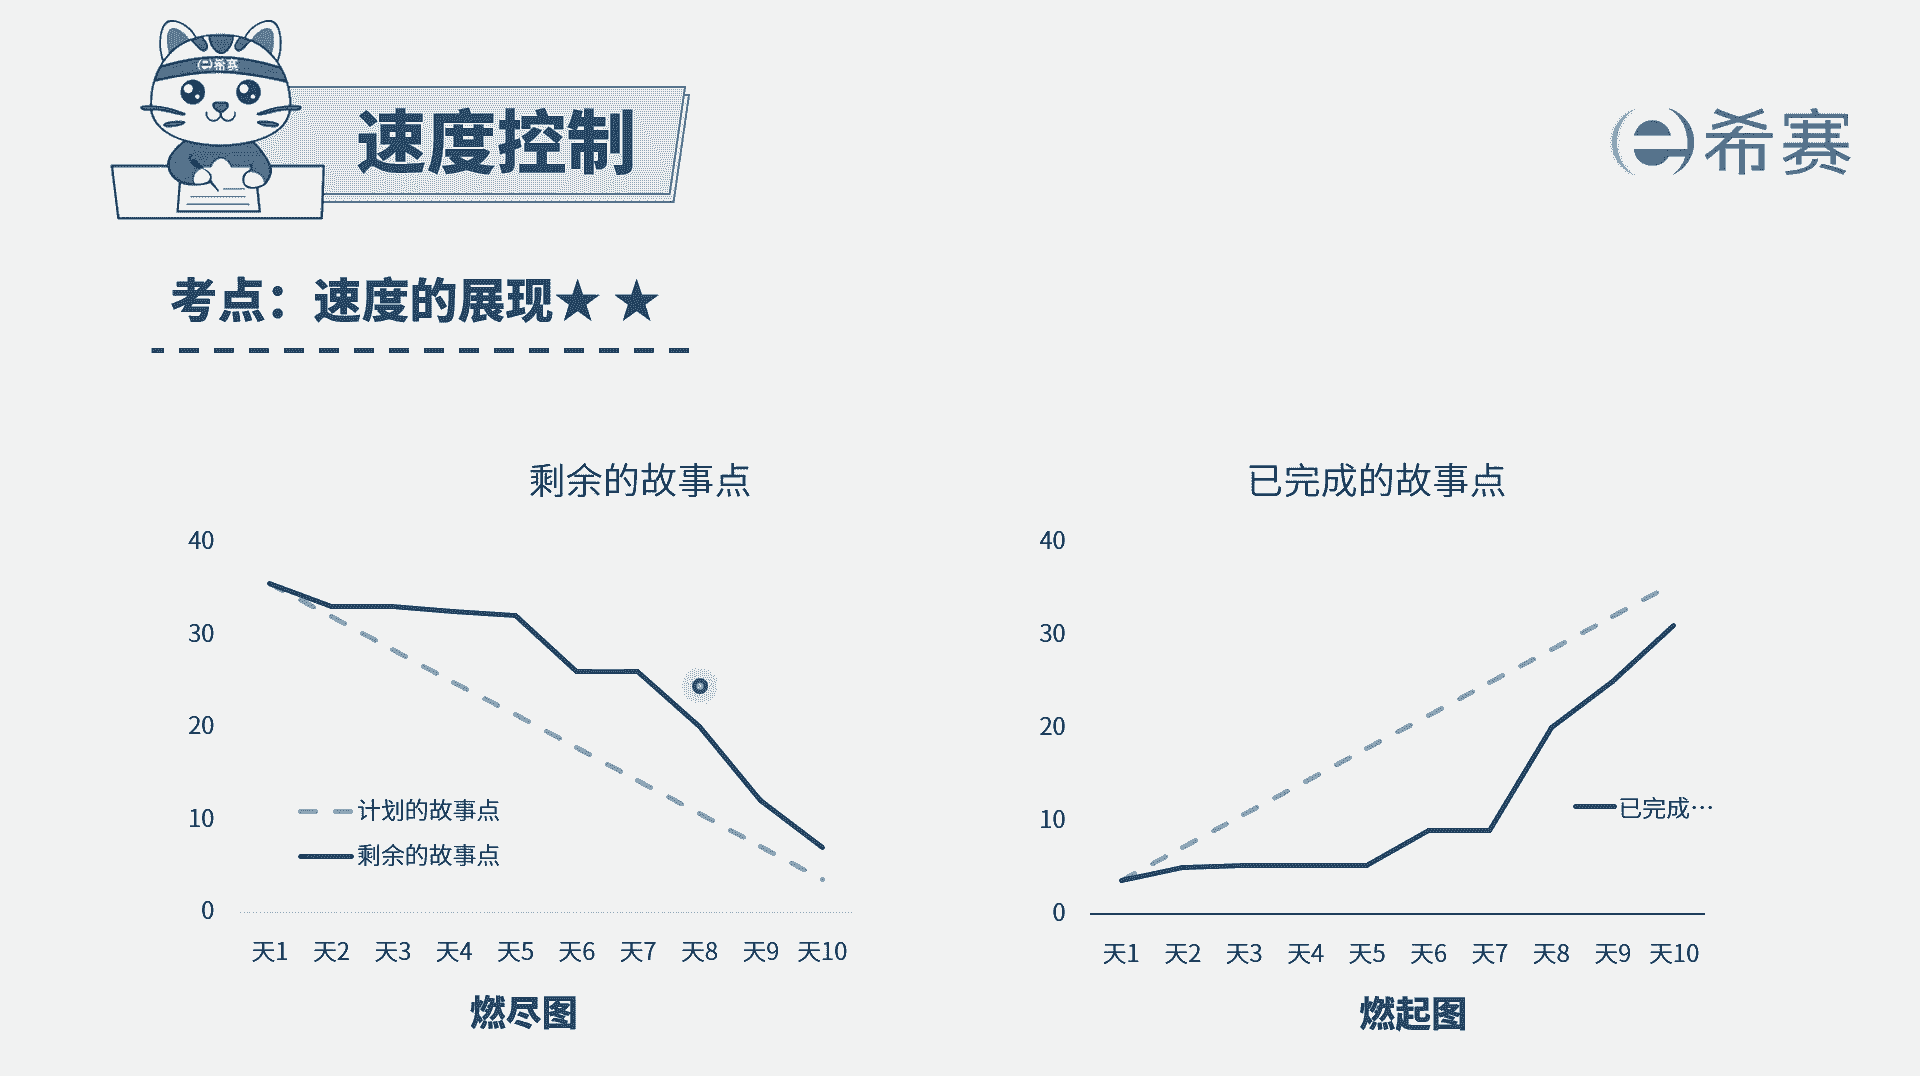 希赛
速度控制
希赛
考点：速度的展现★ ★
剩余的故事点
40
30
20
10
0
计划的故事点
剩余的故事点
天1 天2 天3 天4 天5 天6 天7 天8 天9 天10
燃尽图
已完成的故事点
40
30
20
10
0
已完成…
天1 天2 天3 天4 天5 天6 天7 天8 天9 天10
燃起图